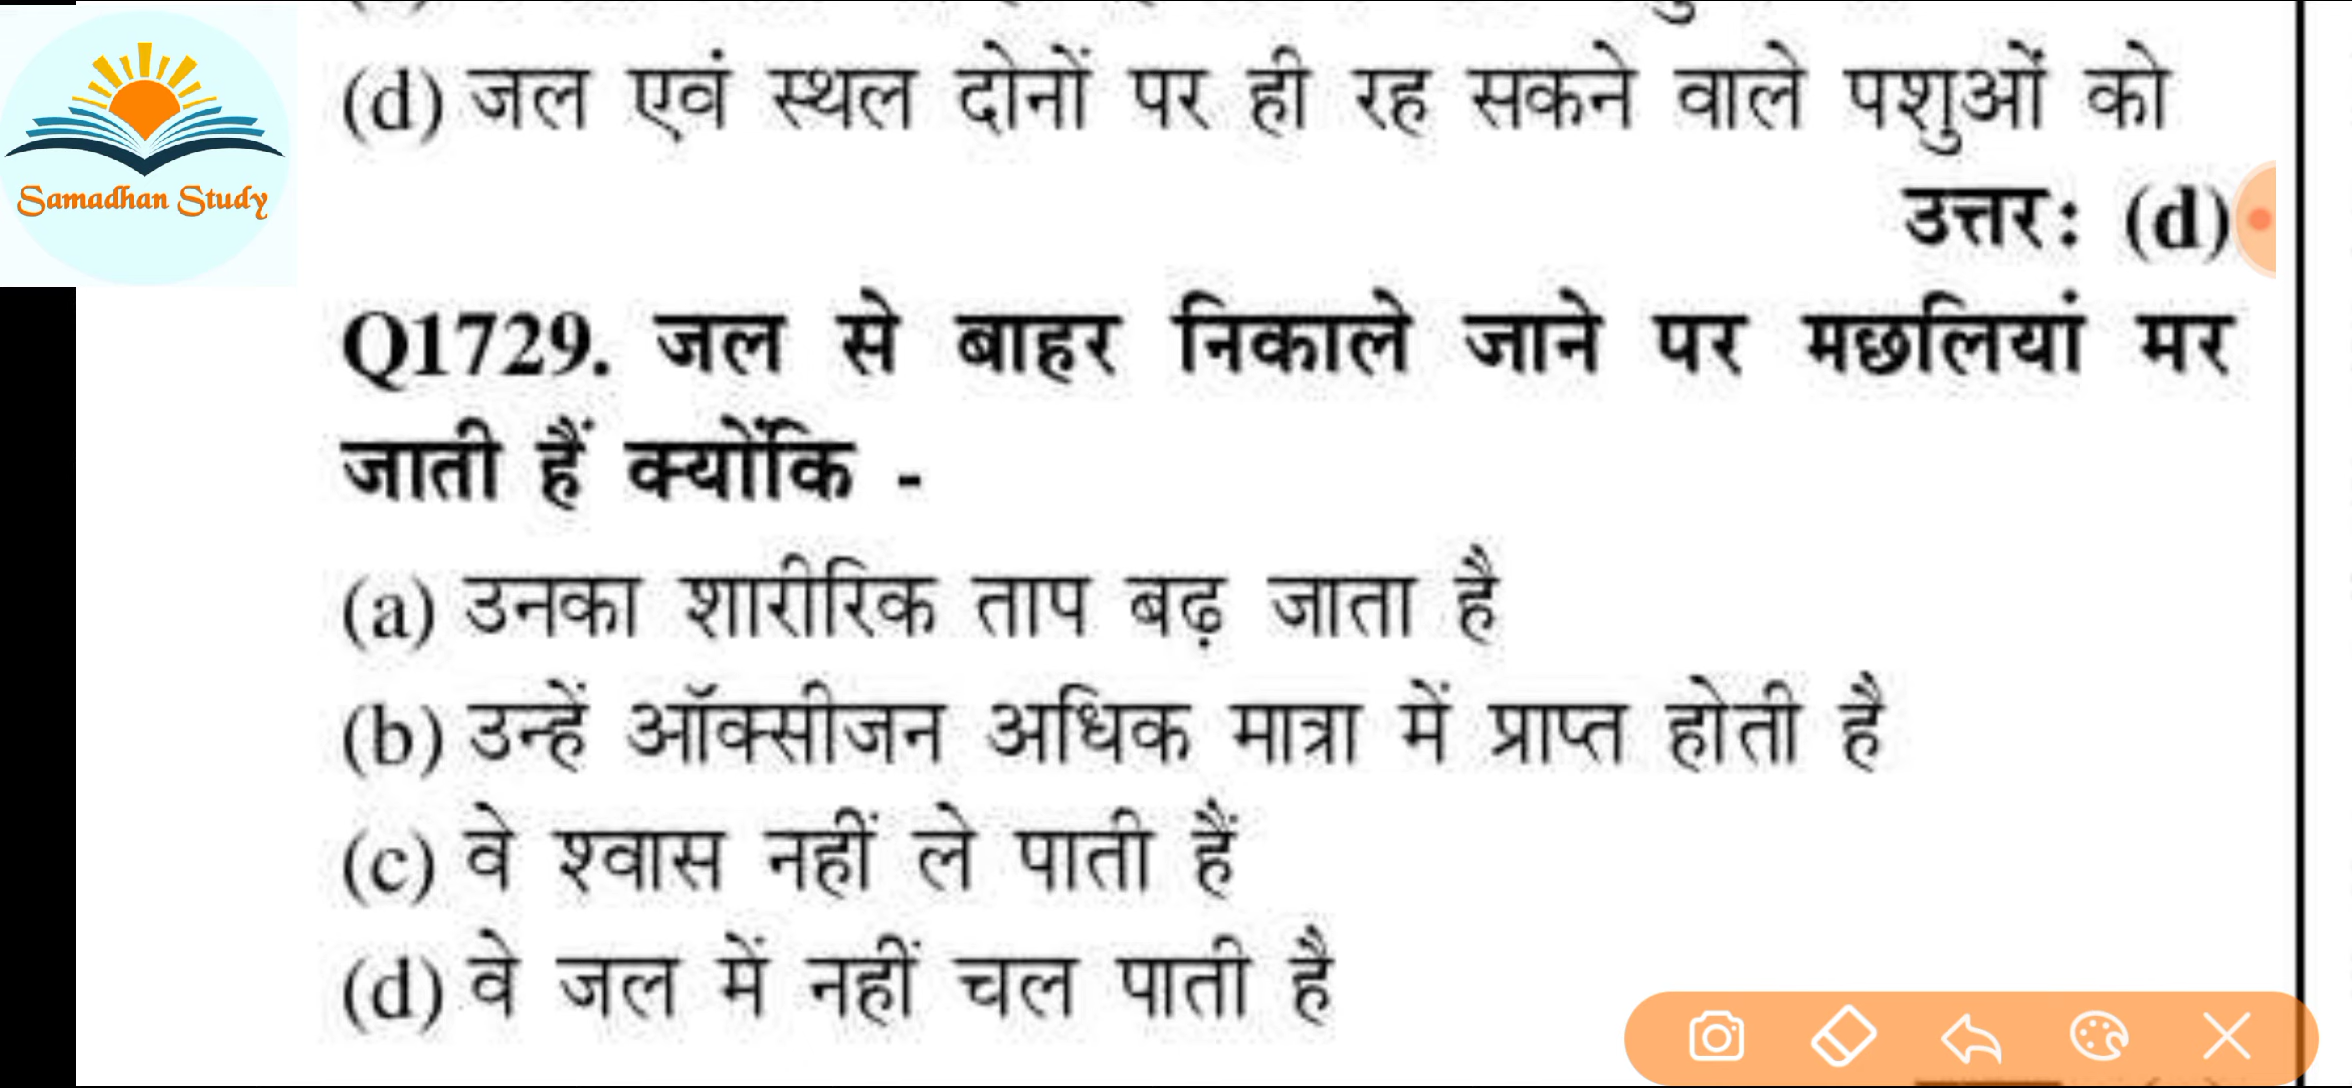 Samadhan Study
(d) जल एवं स्थल दोनों पर ही रह सकने वाले पशुओं को
उत्तरः (d)
Q1729. जल से बाहर निकाले जाने पर मछलियां मर
जाती हैं क्योंकि -
(a) उनका शारीरिक ताप बढ़ जाता है
(b) उन्हें ऑक्सीजन अधिक मात्रा में प्राप्त होती है
(c) वे श्वास नहीं ले पाती हैं
(d) वे जल में नहीं चल पाती है